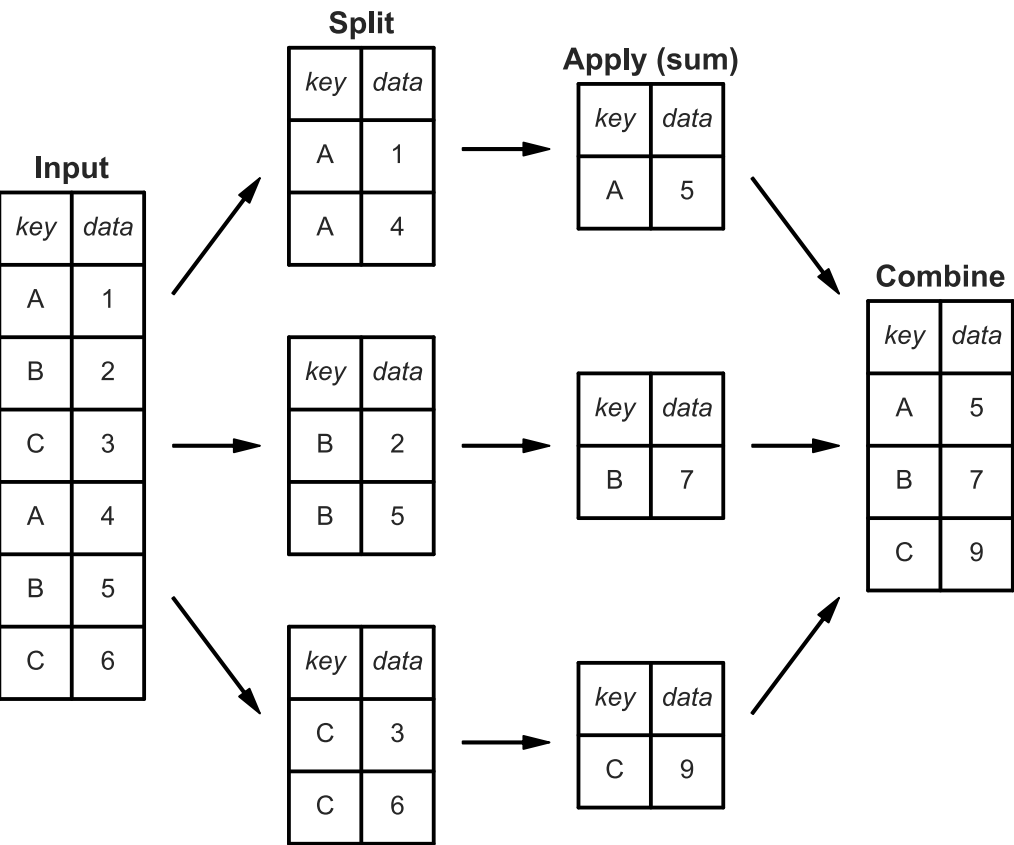 Input
key data
A 1
B 2
C 3
A 4
B 5
C 6
Split
key data
A 1
A 4
key data
B 2
B 5
key data
C 3
C 6
Apply (sum)
key data
A 5
key data
B 7
key data
C 9
Combine
key data
A 5
B 7
C 9